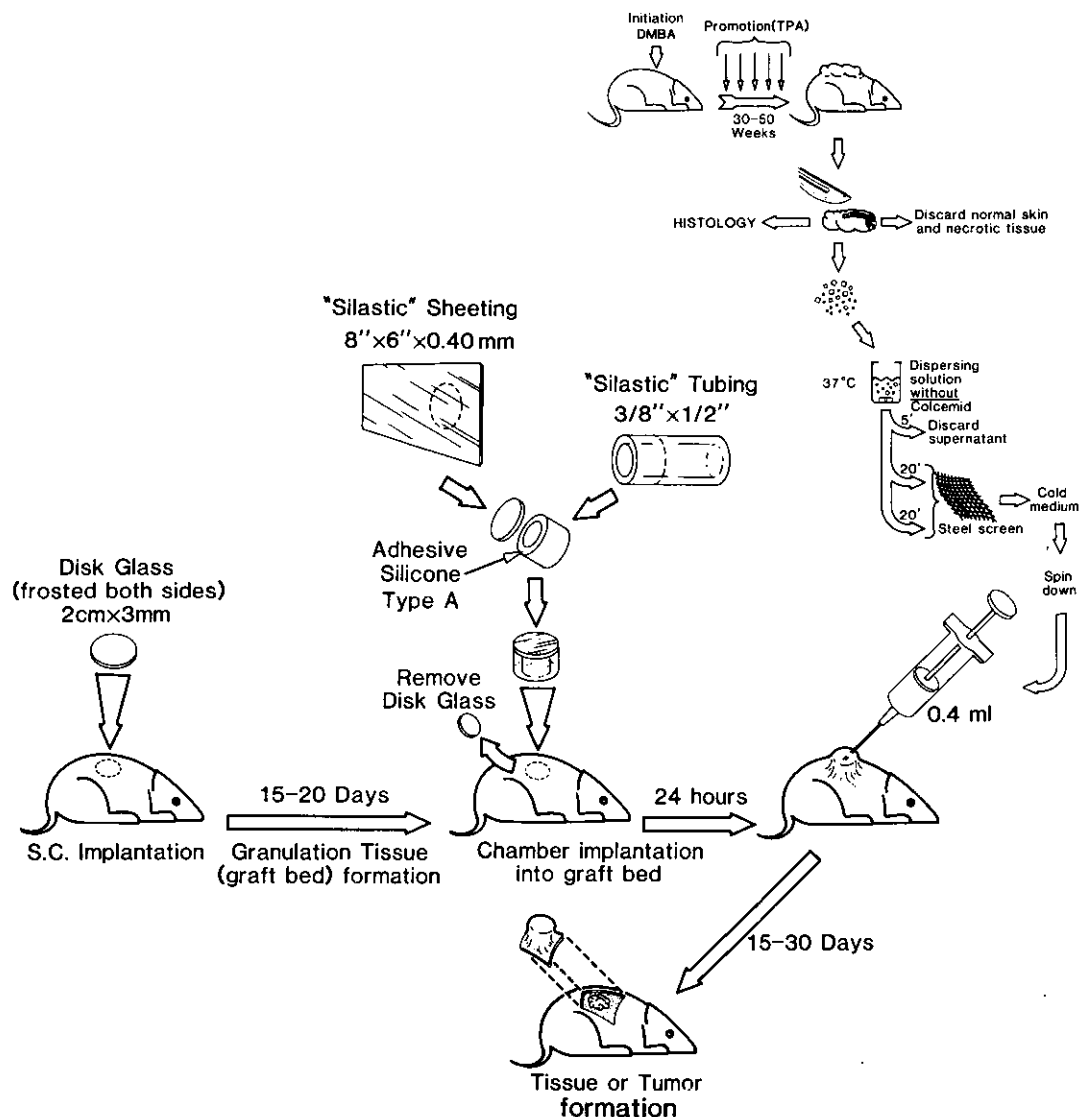 Initiation
DMBA
Promotion(TPA)
30-50
Weeks
HISTOLOGY
Discard normal skin
and necrotic tissue
"Silastic" Sheeting
8''×6''×0.40 mm
"Silastic" Tubing
3/8''×1/2''
37°C
Dispersing
solution
without
Colcemid
5'
Discard
supernatant
20'
20'
Steel screen
Cold
medium
Spin
down
Adhesive
Silicone
Type A
Disk Glass
(frosted both sides)
2cm×3mm
Remove
Disk Glass
0.4 ml
S.C. Implantation
15-20 Days
Granulation Tissue
(graft bed) formation
Chamber implantation
into graft bed
24 hours
15-30 Days
Tissue or Tumor
formation